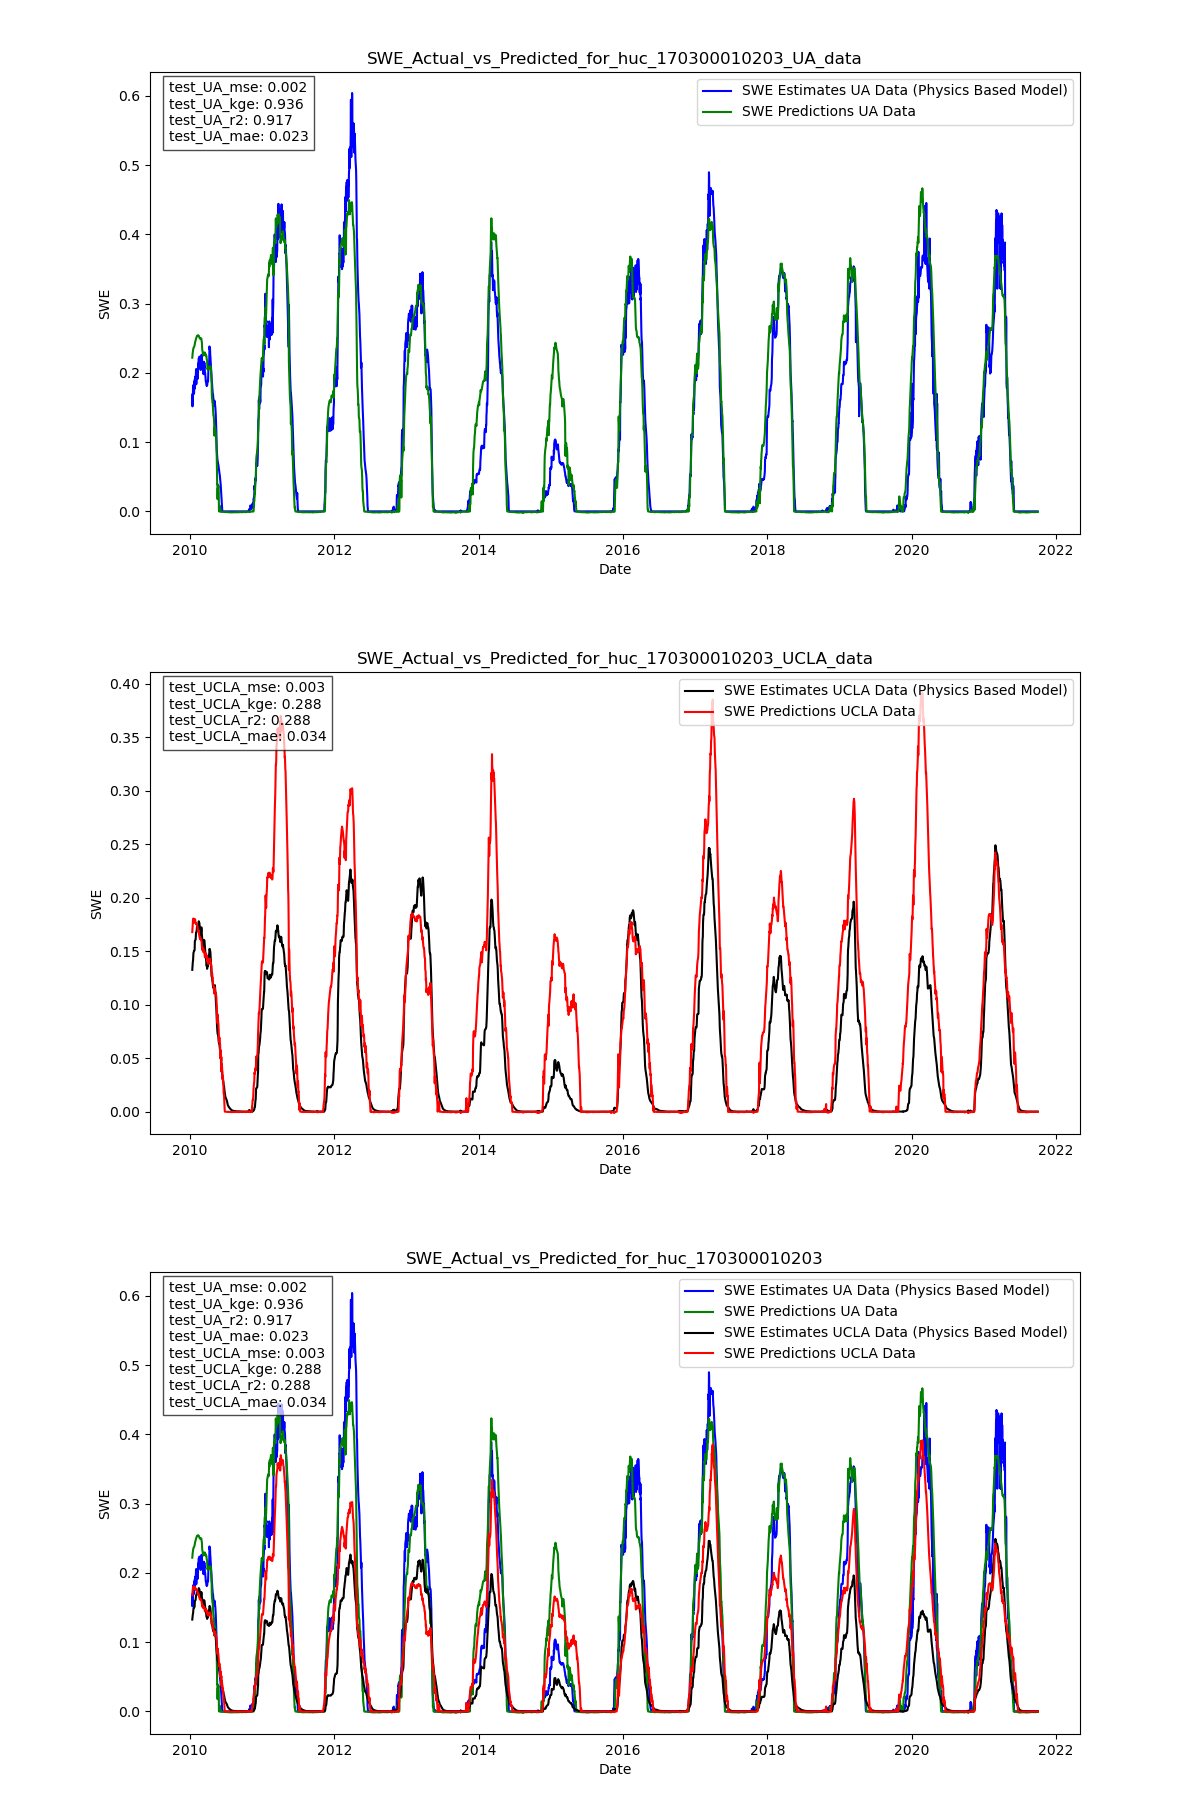 SWE_Actual_vs_Predicted_for_huc_170300010203_UA_data
test_UA_mse: 0.002
test_UA_kge: 0.936
test_UA_r2: 0.917
test_UA_mae: 0.023
SWE Estimates UA Data (Physics Based Model)
SWE Predictions UA Data
0.6
0.5
0.4
0.3
0.2
0.1
0.0
SWE
2010 2012 2014 2016 2018 2020 2022
Date
SWE_Actual_vs_Predicted_for_huc_170300010203_UCLA_data
test_UCLA_mse: 0.003
test_UCLA_kge: 0.288
test_UCLA_r2: 0.288
test_UCLA_mae: 0.034
SWE Estimates UCLA Data (Physics Based Model)
SWE Predictions UCLA Data
0.40
0.35
0.30
0.25
0.20
0.15
0.10
0.05
0.00
SWE
2010 2012 2014 2016 2018 2020 2022
Date
SWE_Actual_vs_Predicted_for_huc_170300010203
test_UA_mse: 0.002
test_UA_kge: 0.936
test_UA_r2: 0.917
test_UA_mae: 0.023
test_UCLA_mse: 0.003
test_UCLA_kge: 0.288
test_UCLA_r2: 0.288
test_UCLA_mae: 0.034
SWE Estimates UA Data (Physics Based Model)
SWE Predictions UA Data
SWE Estimates UCLA Data (Physics Based Model)
SWE Predictions UCLA Data
0.6
0.5
0.4
0.3
0.2
0.1
0.0
SWE
2010 2012 2014 2016 2018 2020 2022
Date